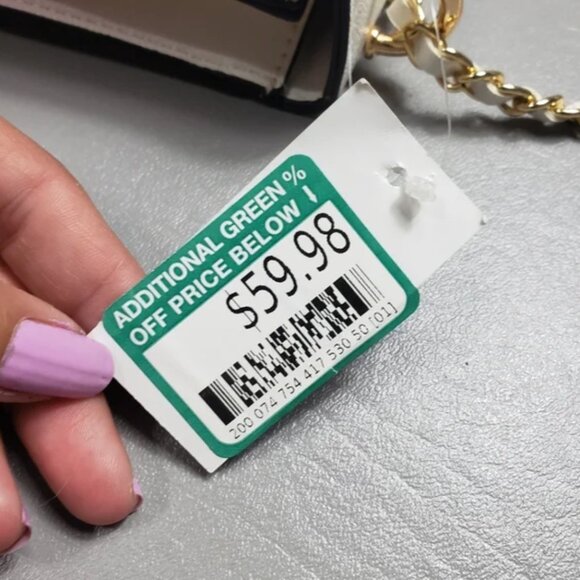 ADDITIONAL GREEN %
OFF PRICE BELOW ↓
$59.98
200 074 754 417 530 50 [01]